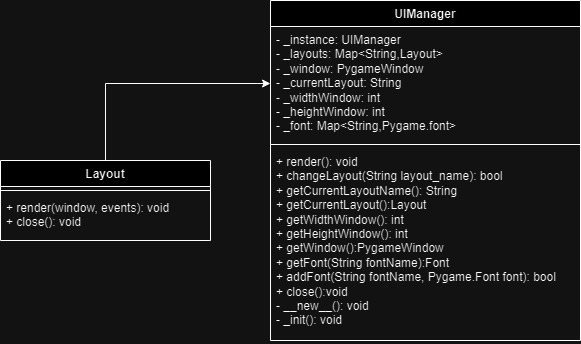 UIManager
- _instance: UIManager
- _layouts: Map<String,Layout>
- _window: PygameWindow
- _currentLayout: String
- _widthWindow: int
- _heightWindow: int
- _font: Map<String,Pygame.font>
+ render(): void
+ changeLayout(String layout_name): bool
+ getCurrentLayoutName(): String
+ getCurrentLayout():Layout
+ getWidthWindow(): int
+ getHeightWindow(): int
+ getWindow():PygameWindow
+ getFont(String fontName):Font
+ addFont(String fontName, Pygame.Font font): bool
+ close():void
- __new__(): void
- _init(): void
Layout
+ render(window, events): void
+ close(): void